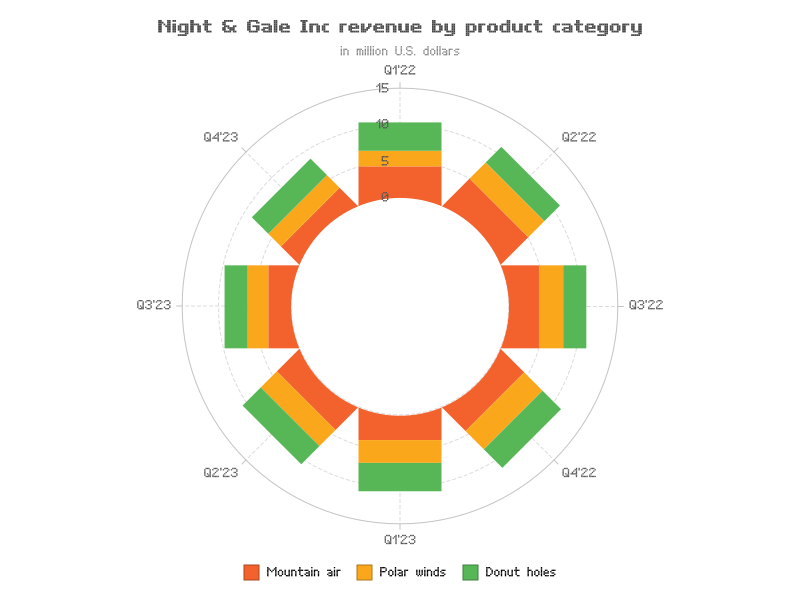 Night & Gale Inc revenue by product category
in million U.S. dollars
Q1'22
15
Q4'23
10
Q2'22
5
0
Q3'23
Q3'22
Q2'23
Q4'22
Q1'23
Mountain air Polar winds Donut holes